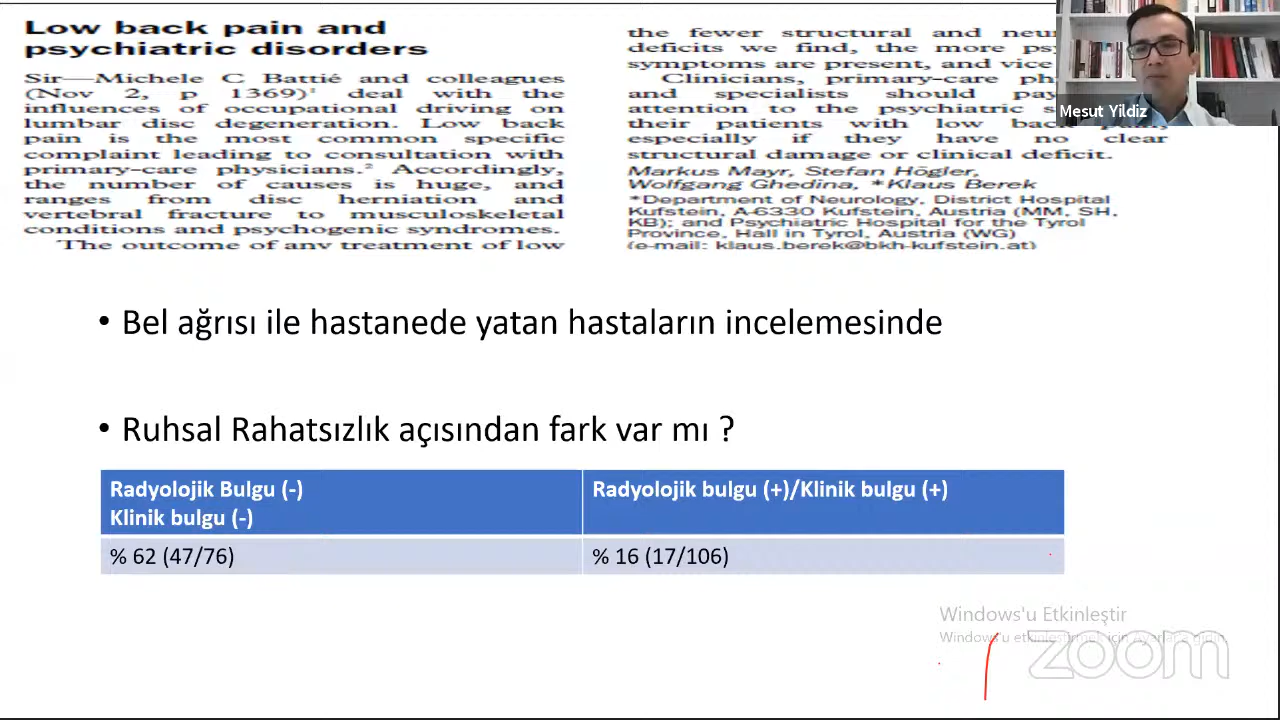 Low back pain and
psychiatric disorders
Sir—Michele C Battié and colleagues
(Nov 2, p 1369)¹ deal with the
influences of occupational driving on
lumbar disc degeneration. Low back
pain is the most common specific
complaint leading to consultation with
primary-care physicians.² Accordingly,
the number of causes is huge, and
ranges from disc herniation and
vertebral fracture to musculoskeletal
conditions and psychogenic syndromes.
The outcome of any treatment of low
the fewer structural and
deficits we find, the more
symptoms are present, and vice
Clinicians, primary-care
and specialists should
attention to the psychiatric
their patients with low back pain,
especially if they have no clear
structural damage or clinical deficit.
Markus Mayr, Stefan Högler,
Wolfgang Ghedina, *Klaus Berek
*Department of Neurology, District Hospital
Kufstein, A-6330 Kufstein, Austria (MM, SH,
KB); and Psychiatric Hospital for the Tyrol
Province, Hall in Tyrol, Austria (WG)
(e-mail: klaus.berek@bkh-kufstein.at)
Mesut Yildiz
• Bel ağrısı ile hastanede yatan hastaların incelemesinde
• Ruhsal Rahatsızlık açısından fark var mı ?
Radyolojik Bulgu (-)
Klinik bulgu (-)
Radyolojik bulgu (+)/Klinik bulgu (+)
% 62 (47/76)
% 16 (17/106)
Windows'u Etkinleştir
Windows'u etkinleştirmek için Ayarlar'a gidin.
zoom